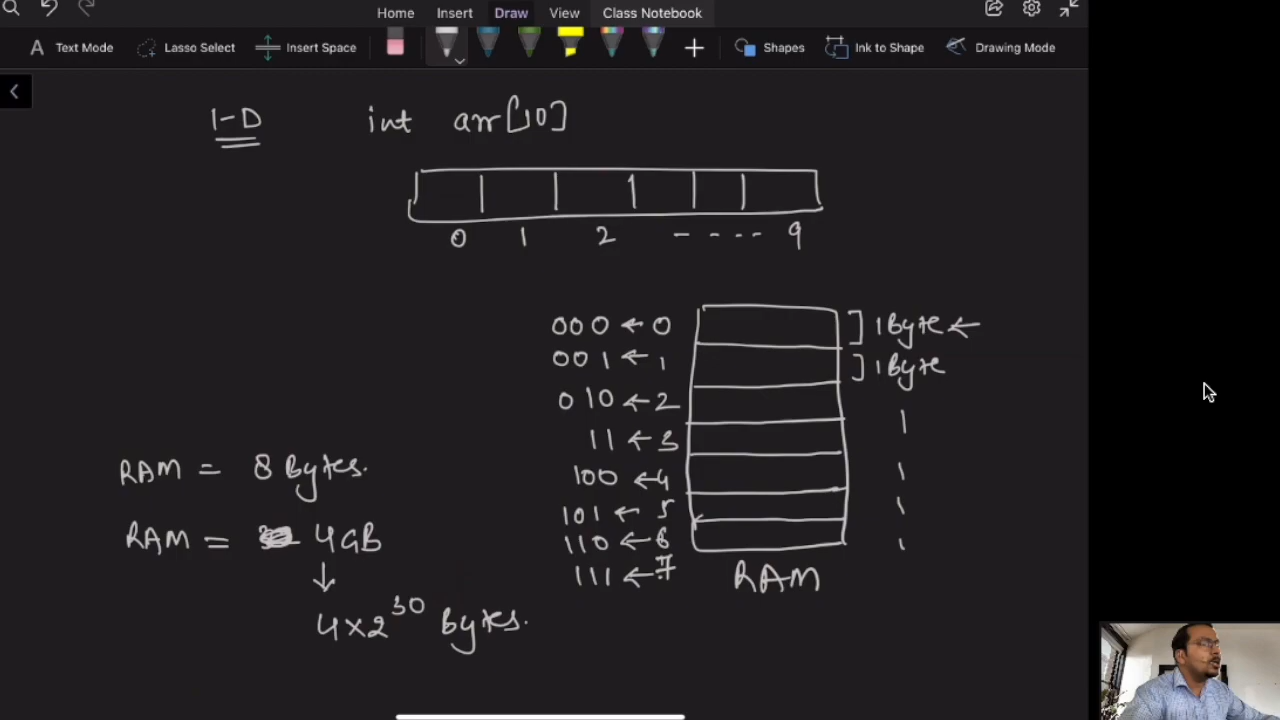 Home Insert Draw View Class Notebook
A Text Mode Lasso Select Insert Space + Shapes Ink to Shape Drawing Mode
1-D int arr[10]
0 1 2 - - - - 9
000 ← 0 ] 1 Byte ←
001 ← 1 ] 1 Byte
010 ← 2
11 ← 3
100 ← 4
101 ← 5
110 ← 6
111 ← 7
RAM
RAM = 8 Bytes.
RAM = 4GB
↓
4×2^30 bytes.